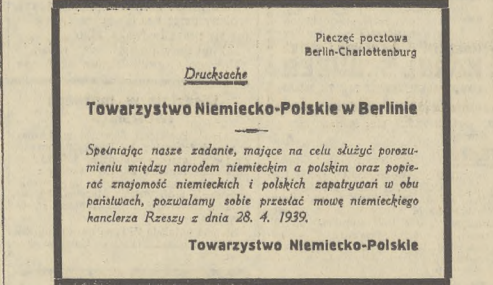 Pieczęć pocztowa
Berlin-Charlottenburg
Drucksache
Towarzystwo Niemiecko-Polskie w Berlinie
Spełniając nasze zadanie, mające na celu służyć porozu-
mieniu między narodem niemieckim a polskim oraz popie-
rać znajomość niemieckich i polskich zapatrywań w obu
państwach, pozwalamy sobie przesłać mowę niemieckiego
kanclerza Rzeszy z dnia 28. 4. 1939.
Towarzystwo Niemiecko-Polskie